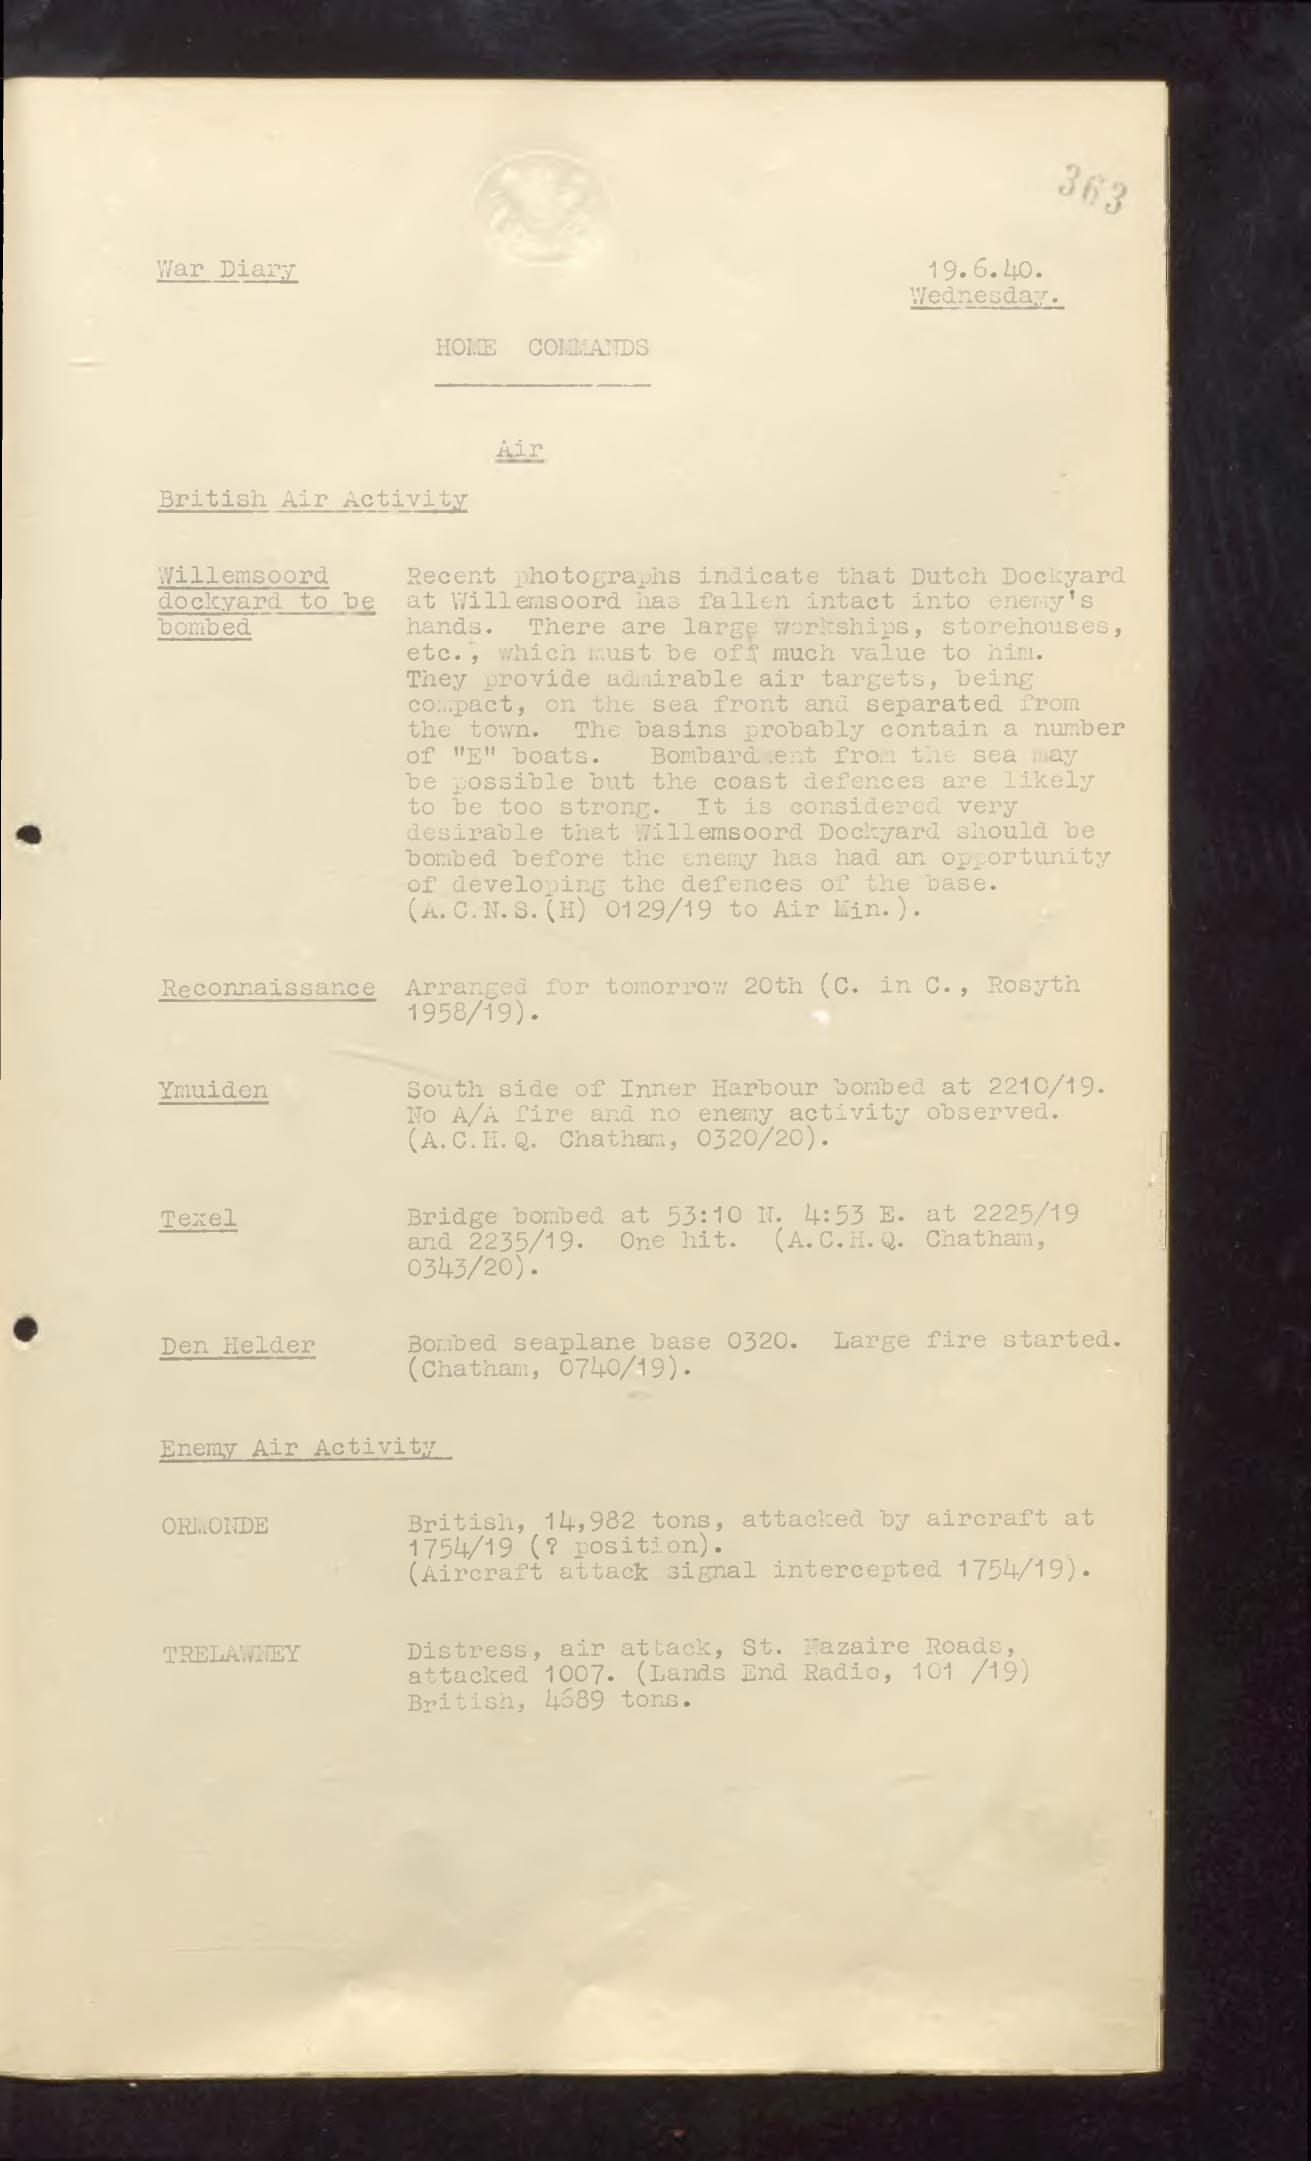 363
War Diary
19.6.40.
Wednesday.
HOME COMMANDS
Air
British Air Activity
Willemsoord
dockyard to be
bombed
Recent photographs indicate that Dutch Dockyard
at Willemsoord has fallen intact into enemy's
hands. There are large workships, storehouses,
etc., which must be off much value to him.
They provide admirable air targets, being
compact, on the sea front and separated from
the town. The basins probably contain a number
of "E" boats. Bombardment from the sea may
be possible but the coast defences are likely
to be too strong. It is considered very
desirable that Willemsoord Dockyard should be
bombed before the enemy has had an opportunity
of developing the defences of the base.
(A.C.N.S.(H) 0129/19 to Air Min.).
Reconnaissance
Arranged for tomorrow 20th (C. in C., Rosyth
1958/19).
Ymuiden
South side of Inner Harbour bombed at 2210/19.
No A/A fire and no enemy activity observed.
(A.C.H.Q. Chatham, 0320/20).
Texel
Bridge bombed at 53:10 N. 4:53 E. at 2225/19
and 2235/19. One hit. (A.C.H.Q. Chatham,
0343/20).
Den Helder
Bombed seaplane base 0320. Large fire started.
(Chatham, 0740/19).
Enemy Air Activity
ORMONDE
British, 14,982 tons, attacked by aircraft at
1754/19 (? position).
(Aircraft attack signal intercepted 1754/19).
TRELAWNEY
Distress, air attack, St. Nazaire Roads,
attacked 1007. (Lands End Radio, 101 /19)
British, 4689 tons.